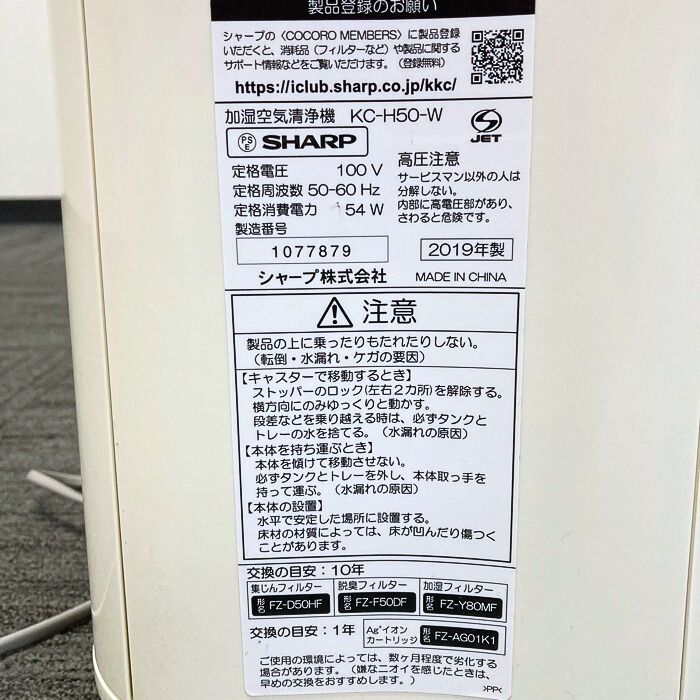 製品登録のお願い
シャープの〈COCORO MEMBERS〉に製品登録
いただくと、消耗品（フィルターなど）や製品に関する
サポート情報などをご覧いただけます。（登録無料）
https://iclub.sharp.co.jp/kkc/
加湿空気清浄機 KC-H50-W
PS
E
SHARP
JET
定格電圧 100 V
定格周波数 50-60 Hz
定格消費電力 54 W
製造番号
高圧注意
サービスマン以外の人は
分解しない。
内部に高電圧部があり、
さわると危険です。
1077879
2019年製
シャープ株式会社
MADE IN CHINA
注意
製品の上に乗ったりもたれたりしない。
（転倒・水漏れ・ケガの要因）
【キャスターで移動するとき】
ストッパーのロック(左右２カ所)を解除する。
横方向にのみゆっくりと動かす。
段差などを乗り越える時は、必ずタンクと
トレーの水を捨てる。（水漏れの原因）
【本体を持ち運ぶとき】
本体を傾けて移動させない。
必ずタンクとトレーを外し、本体取っ手を
持って運ぶ。（水漏れの原因）
【本体の設置】
水平で安定した場所に設置する。
床材の材質によっては、床が凹んだり傷つく
ことがあります。
交換の目安：10年
集じんフィルター
形名 FZ-D50HF
脱臭フィルター
形名 FZ-F50DF
加湿フィルター
形名 FZ-Y80MF
交換の目安：1年
Ag⁺イオン
カートリッジ
形名 FZ-AG01K1
ご使用の環境によっては、数ヶ月程度で劣化する
場合があります。（嫌なニオイを感じたときは、
早めの交換をおすすめします。）
>PP<